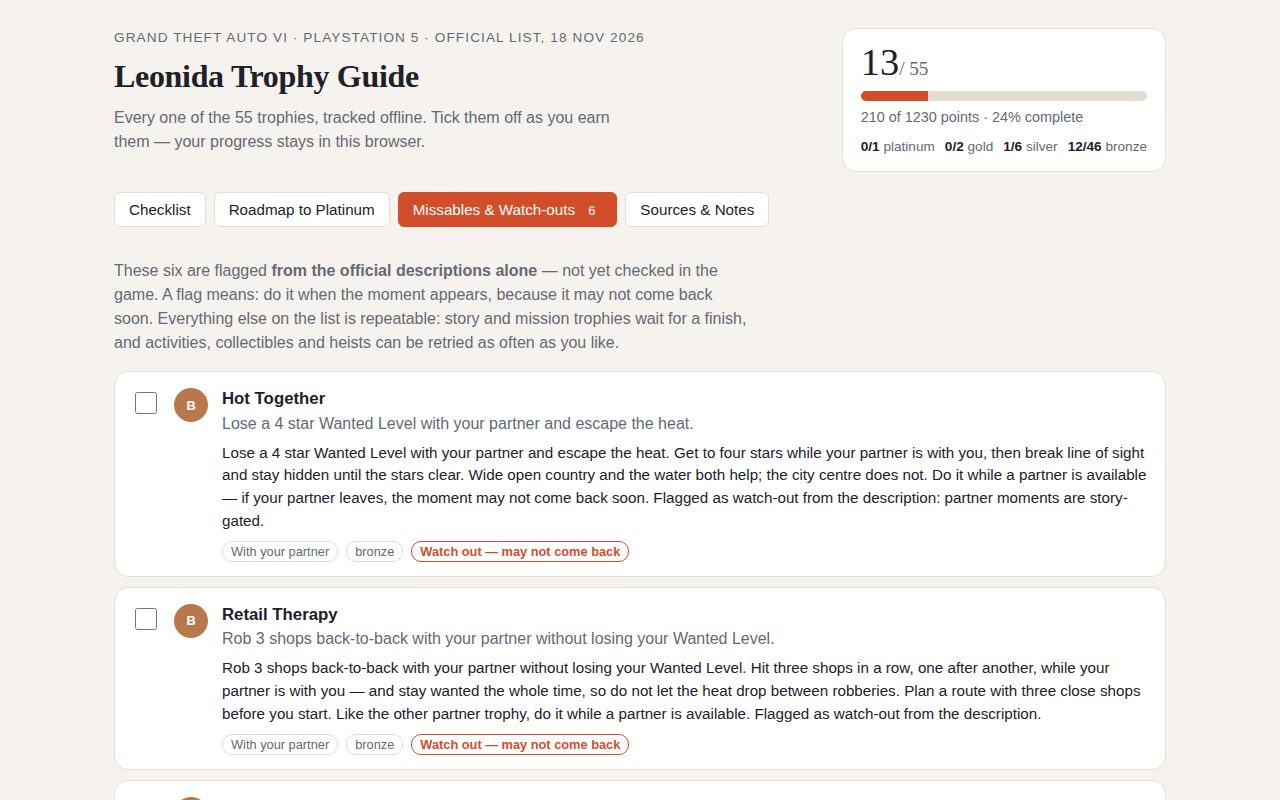 GRAND THEFT AUTO VI · PLAYSTATION 5 · OFFICIAL LIST, 18 NOV 2026
Leonida Trophy Guide
Every one of the 55 trophies, tracked offline. Tick them off as you earn
them — your progress stays in this browser.
13/ 55
210 of 1230 points · 24% complete
0/1 platinum 0/2 gold 1/6 silver 12/46 bronze
Checklist
Roadmap to Platinum
Missables & Watch-outs 6
Sources & Notes
These six are flagged from the official descriptions alone — not yet checked in the
game. A flag means: do it when the moment appears, because it may not come back
soon. Everything else on the list is repeatable: story and mission trophies wait for a finish,
and activities, collectibles and heists can be retried as often as you like.
B
Hot Together
Lose a 4 star Wanted Level with your partner and escape the heat.
Lose a 4 star Wanted Level with your partner and escape the heat. Get to four stars while your partner is with you, then break line of sight
and stay hidden until the stars clear. Wide open country and the water both help; the city centre does not. Do it while a partner is available
— if your partner leaves, the moment may not come back soon. Flagged as watch-out from the description: partner moments are story-
gated.
With your partner
bronze
Watch out — may not come back
B
Retail Therapy
Rob 3 shops back-to-back with your partner without losing your Wanted Level.
Rob 3 shops back-to-back with your partner without losing your Wanted Level. Hit three shops in a row, one after another, while your
partner is with you — and stay wanted the whole time, so do not let the heat drop between robberies. Plan a route with three close shops
before you start. Like the other partner trophy, do it while a partner is available. Flagged as watch-out from the description.
With your partner
bronze
Watch out — may not come back